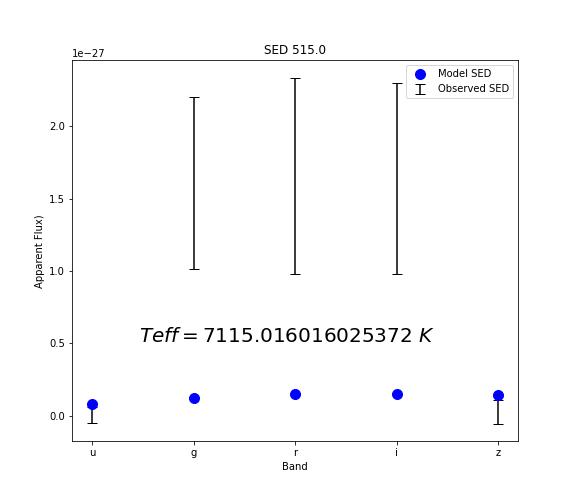 SED 515.0
1e−27
Model SED
Observed SED
2.0
1.5
1.0
0.5
0.0
Apparent Flux)
Teff = 7115.016016025372 K
u g r i z
Band